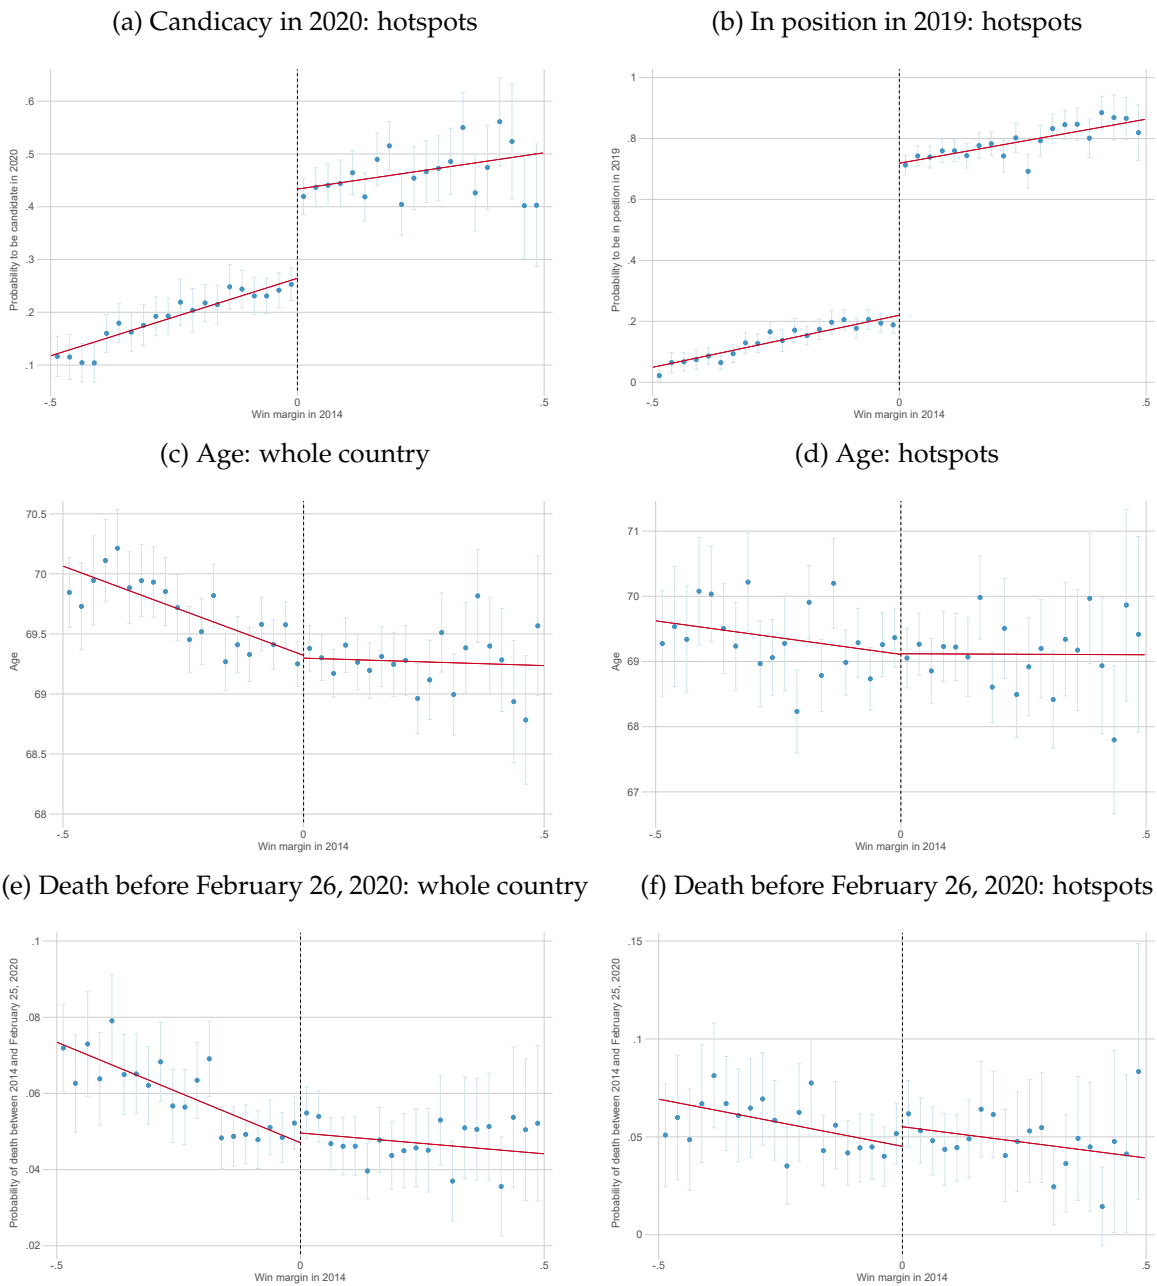 (a) Candicacy in 2020: hotspots
Probability to be candidate in 2020
.6
.5
.4
.3
.2
.1
-.5
0
.5
Win margin in 2014
(b) In position in 2019: hotspots
Probability to be in position in 2019
1
.8
.6
.4
.2
0
-.5
0
.5
Win margin in 2014
(c) Age: whole country
Age
70.5
70
69.5
69
68.5
68
-.5
0
.5
Win margin in 2014
(d) Age: hotspots
Age
71
70
69
68
67
-.5
0
.5
Win margin in 2014
(e) Death before February 26, 2020: whole country
Probability of death between 2014 and February 25, 2020
.1
.08
.06
.04
.02
-.5
0
.5
Win margin in 2014
(f) Death before February 26, 2020: hotspots
Probability of death between 2014 and February 25, 2020
.15
.1
.05
0
-.5
0
.5
Win margin in 2014